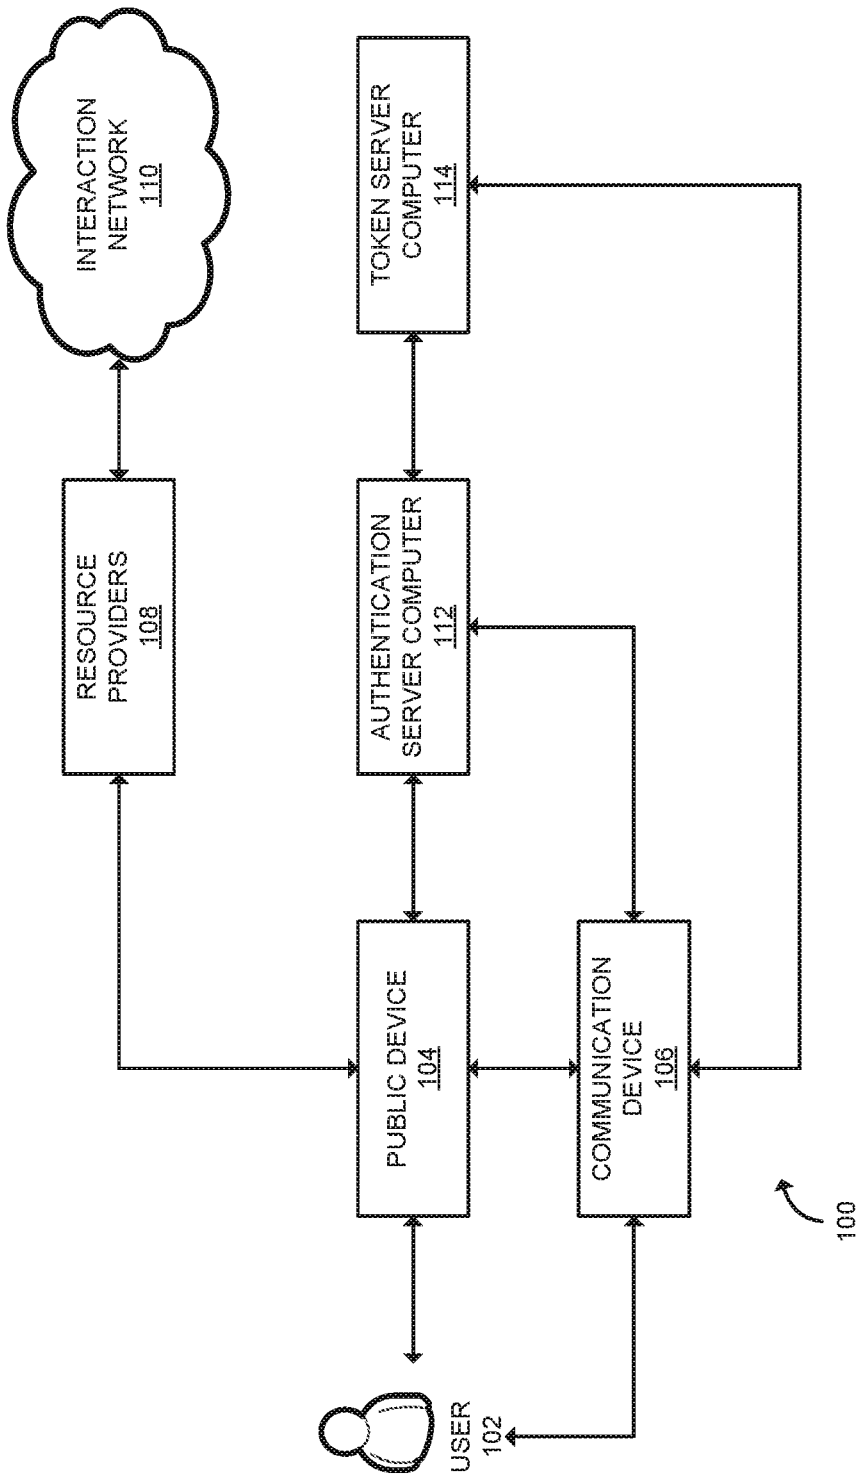 INTERACTION
NETWORK
110
RESOURCE
PROVIDERS
108
TOKEN SERVER
COMPUTER
114
AUTHENTICATION
SERVER COMPUTER
112
PUBLIC DEVICE
104
COMMUNICATION
DEVICE
106
USER
102
100